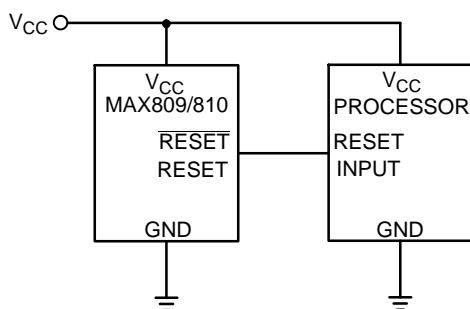 VCC
VCC
MAX809/810
RESET
RESET
GND
VCC
PROCESSOR
RESET
INPUT
GND